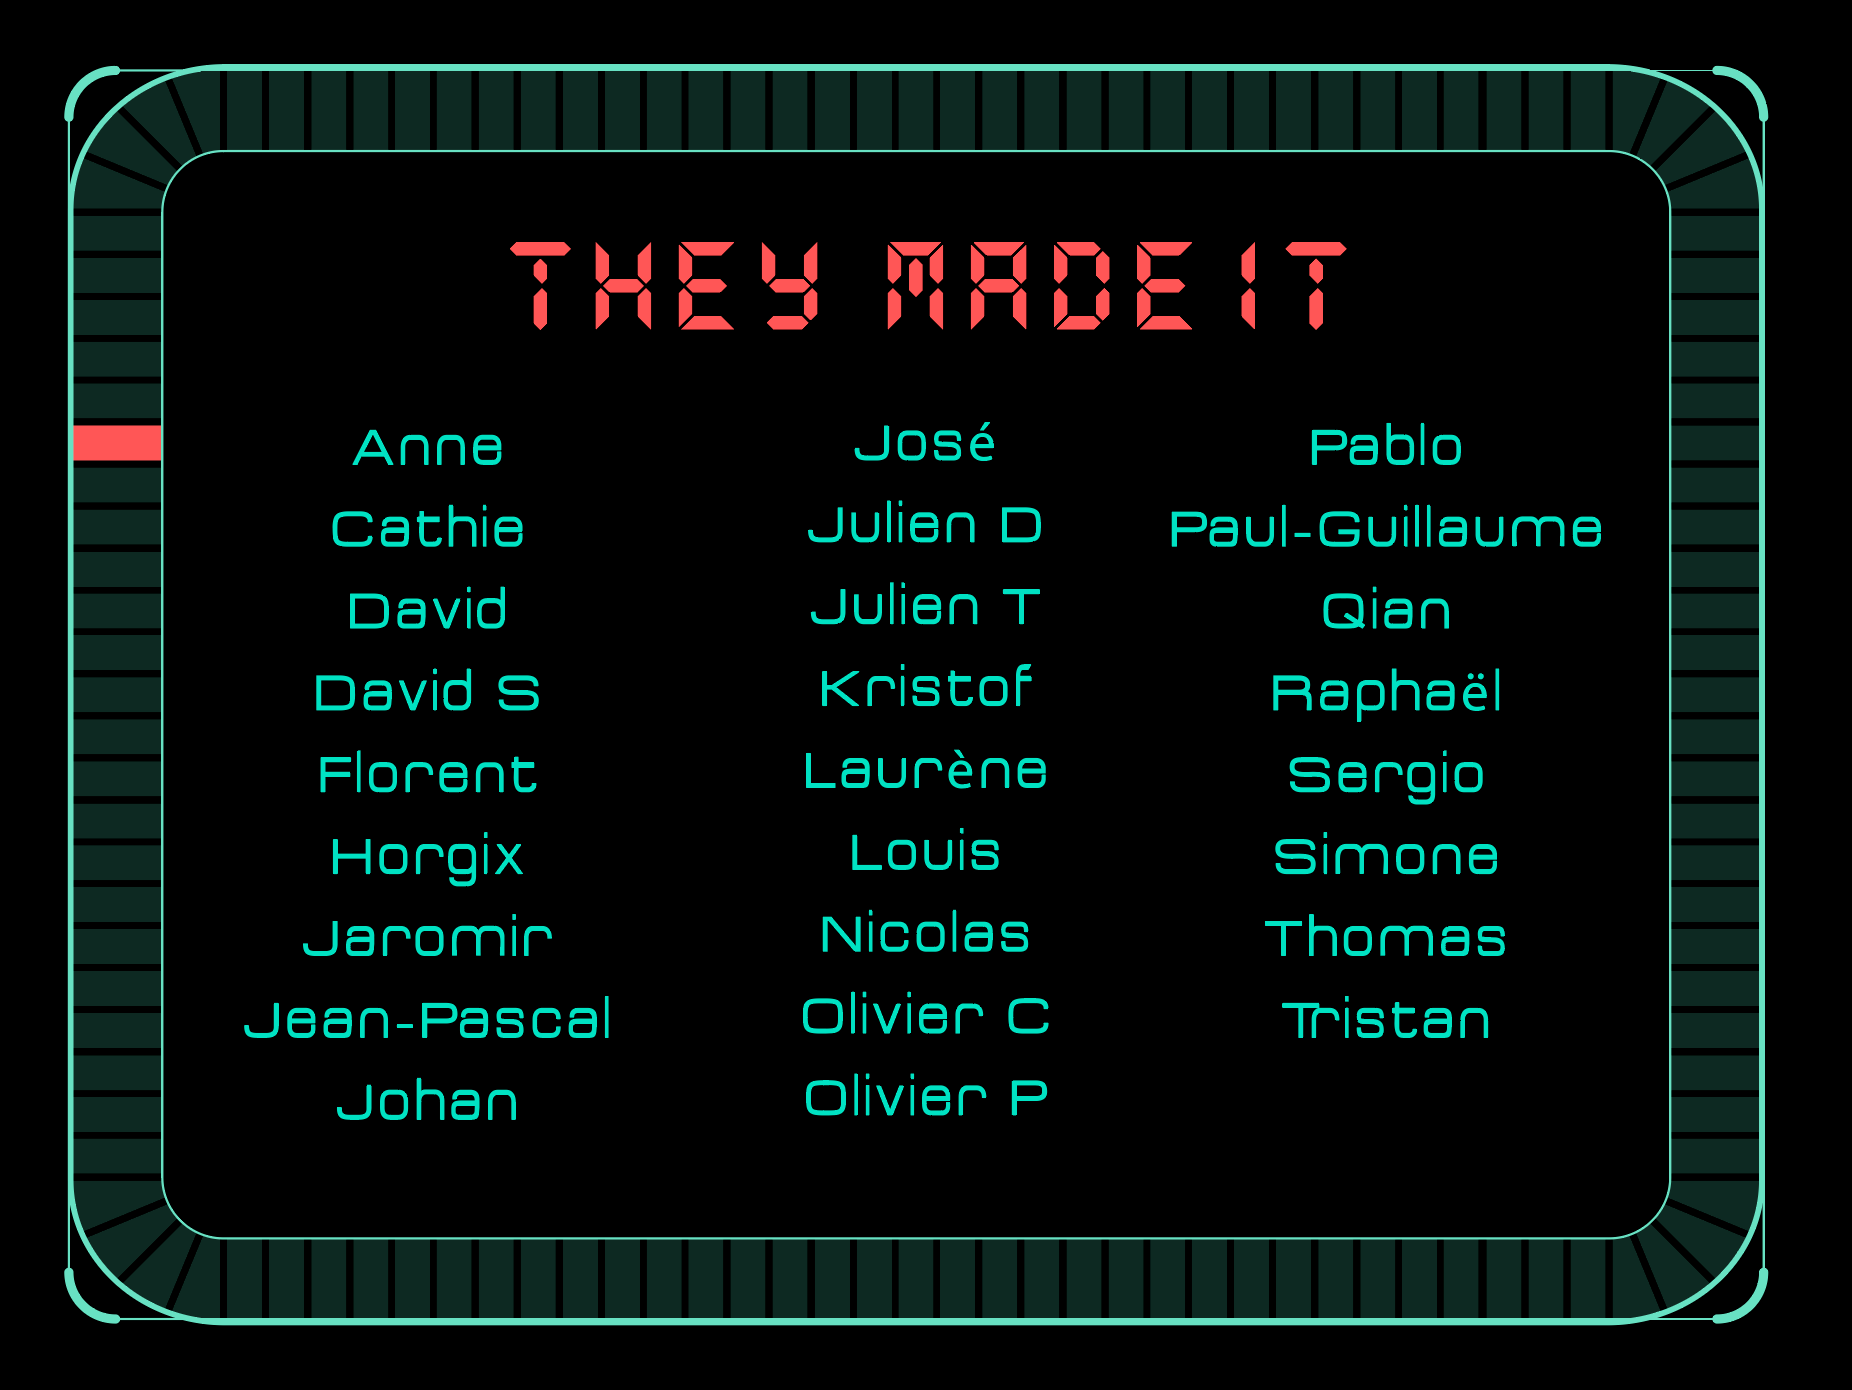 THEY MADE IT
Anne
Cathie
David
David S
Florent
Horgix
Jaromir
Jean-Pascal
Johan
José
Julien D
Julien T
Kristof
Laurène
Louis
Nicolas
Olivier C
Olivier P
Pablo
Paul-Guillaume
Qian
Raphaël
Sergio
Simone
Thomas
Tristan